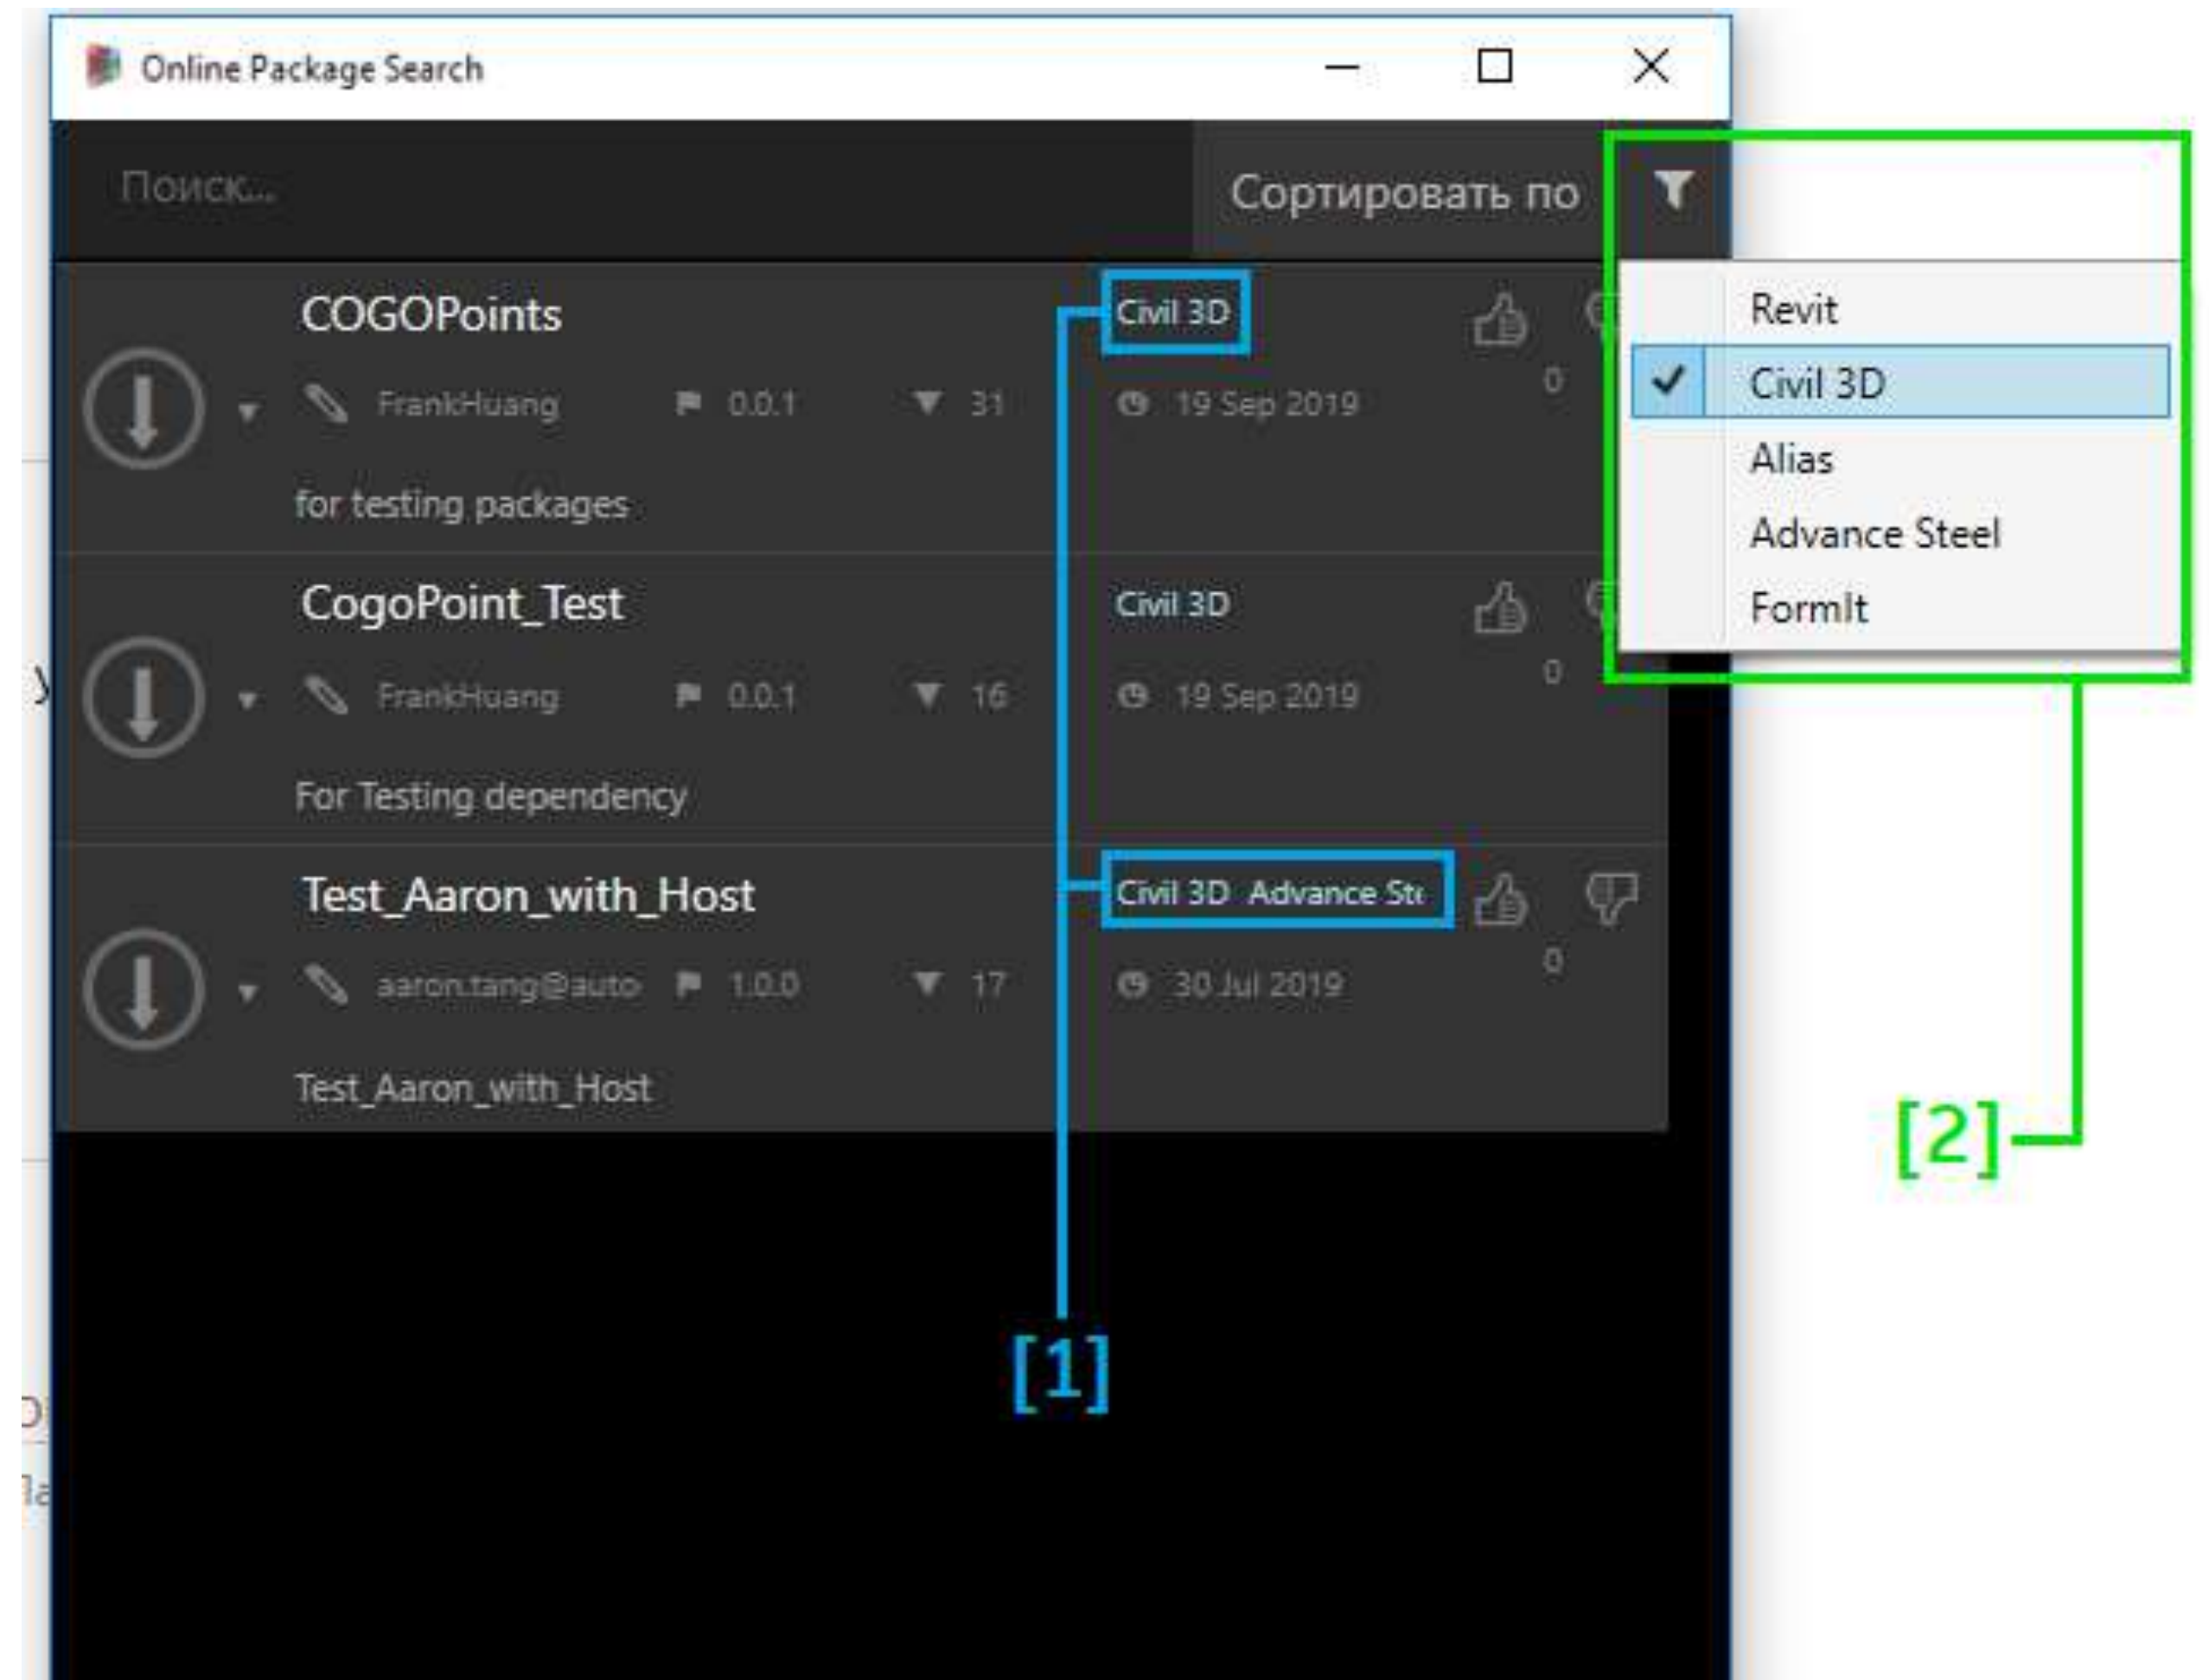 Online Package Search
Поиск...
Сортировать по
COGOPoints
Civil 3D
FrankHuang 0.0.1 31 19 Sep 2019 0
for testing packages
CogoPoint_Test
Civil 3D
FrankHuang 0.0.1 16 19 Sep 2019 0
For Testing dependency
Test_Aaron_with_Host
Civil 3D Advance Ste
aaron.tang@auto 1.0.0 17 30 Jul 2019 0
Test_Aaron_with_Host
Revit
Civil 3D
Alias
Advance Steel
FormIt
[2]
[1]